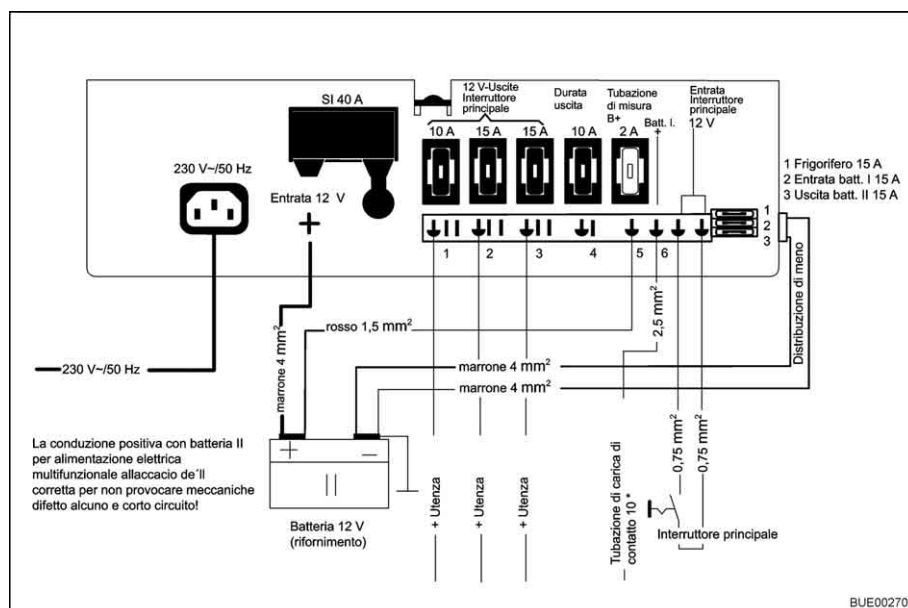 12 V-Uscite
Interruttore
principale
Durata
uscita
Tubazione
di misura
B+
Batt. I.
+
Entrata
Interruttore
principale
12 V
SI 40 A
10 A
15 A
15 A
10 A
2 A
230 V~/50 Hz
Entrata 12 V
+
1 Frigorifero 15 A
2 Entrata batt. I 15 A
3 Uscita batt. II 15 A
1
2
3
1
2
3
4
5
6
Distribuzione di meno
marrone 4 mm²
rosso 1,5 mm²
2,5 mm²
marrone 4 mm²
marrone 4 mm²
230 V~/50 Hz
0,75 mm²
0,75 mm²
La conduzione positiva con batteria II
per alimentazione elettrica
multifunzionale allaccacio de´ll
corretta per non provocare meccaniche
difetto alcuno e corto circuito!
+
–
II
Batteria 12 V
(rifornimento)
+ Utenza
+ Utenza
+ Utenza
Tubazione di carica di
contatto 10 *
Interruttore principale
BUE00270